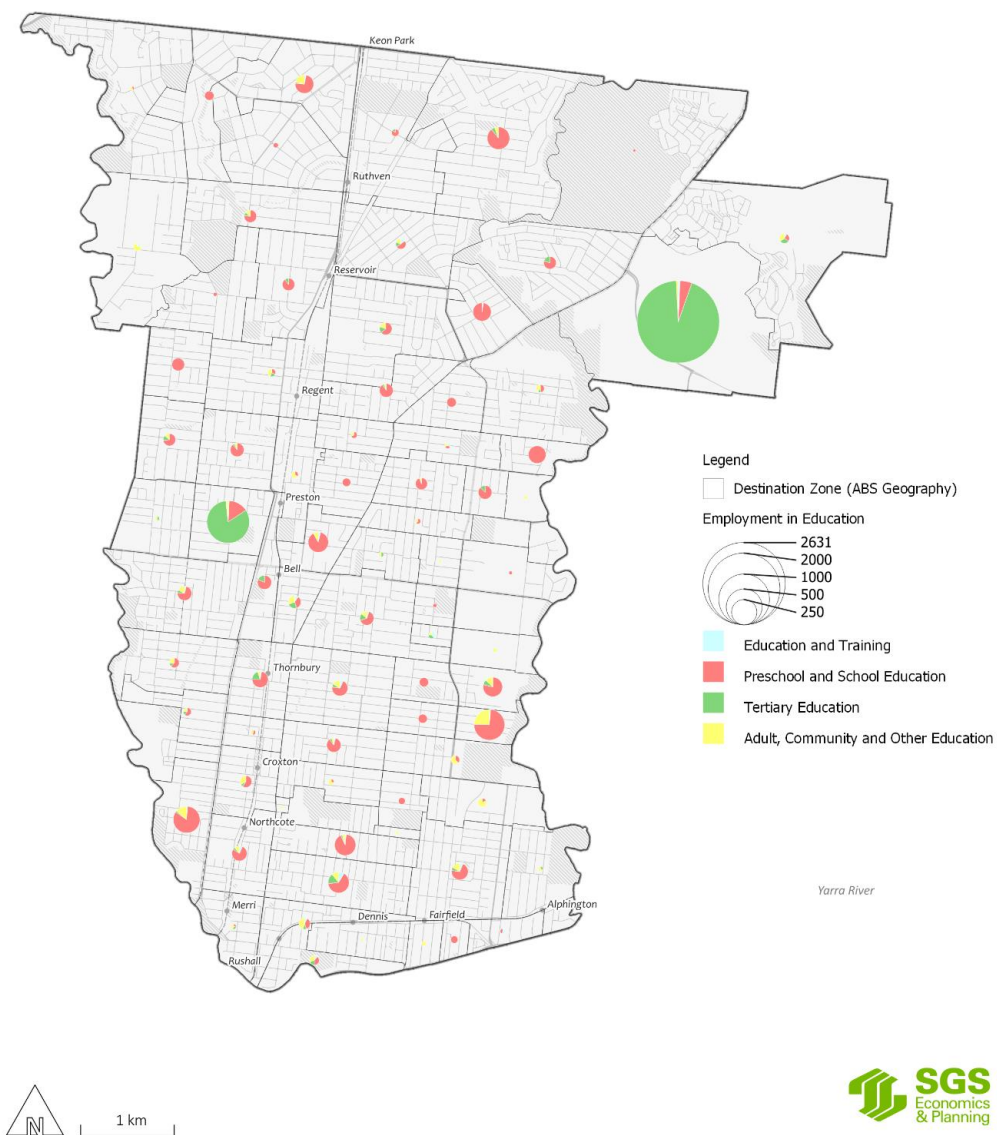 Keon Park
Ruthven
Reservoir
Regent
Preston
Bell
Thornbury
Croxton
Northcote
Merri
Dennis
Fairfield
Alphington
Rushall
Yarra River
Legend
Destination Zone (ABS Geography)
Employment in Education
2631
2000
1000
500
250
Education and Training
Preschool and School Education
Tertiary Education
Adult, Community and Other Education
N
1 km
SGS
Economics
& Planning